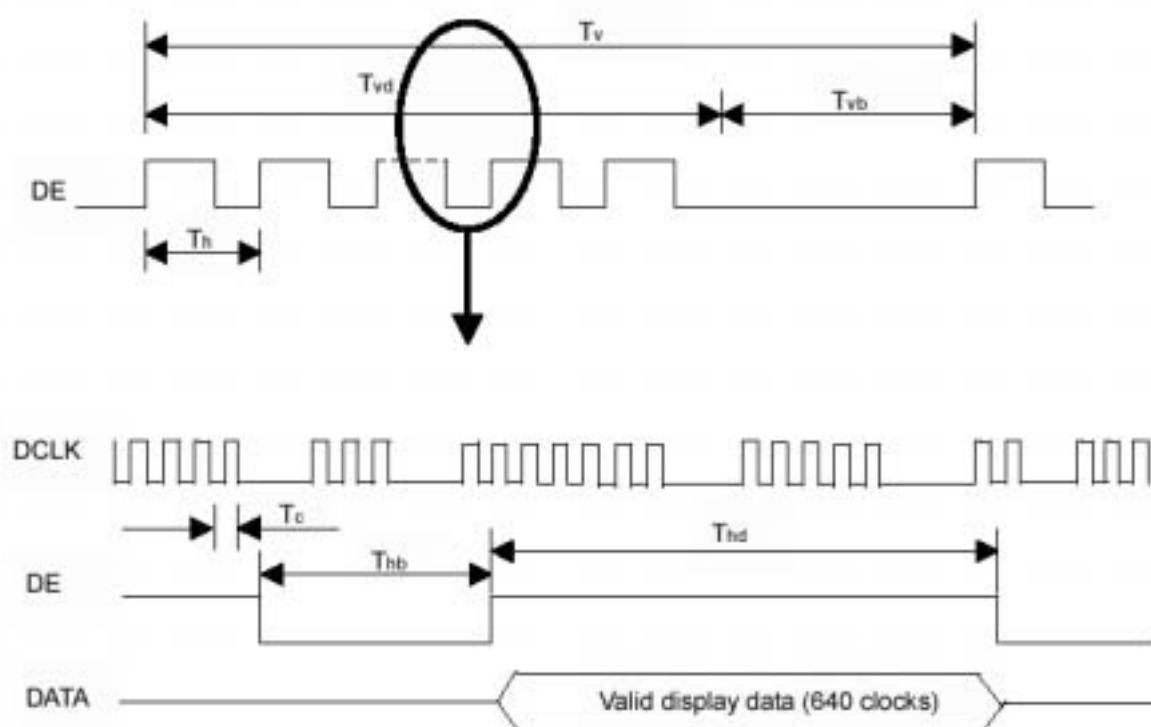 Tv
Tvd
Tvb
DE
Th
DCLK
Tc
Thd
Thb
DE
DATA
Valid display data (640 clocks)